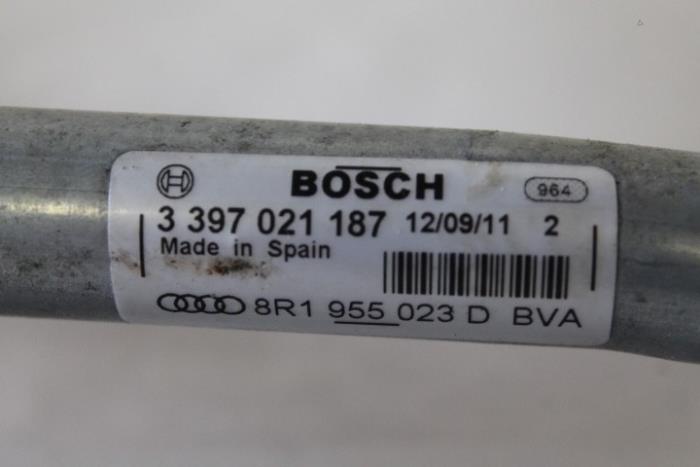 BOSCH 964
3 397 021 187 12/09/11 2
Made in Spain
8R1 955 023 D BVA